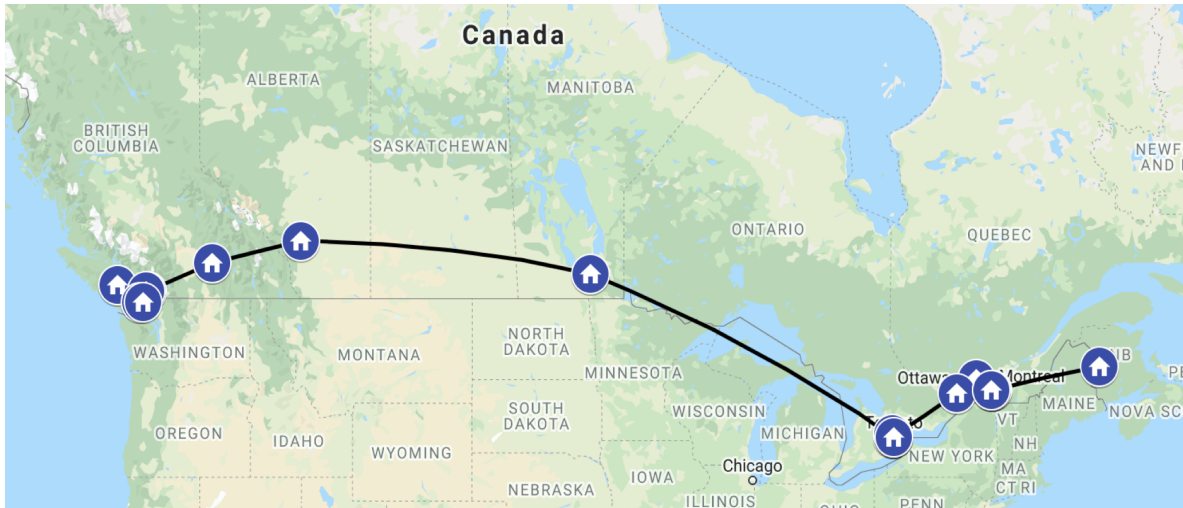 Canada
ALBERTA
MANITOBA
BRITISH
COLUMBIA
SASKATCHEWAN
NEWF
AND
ONTARIO
QUEBEC
NORTH
DAKOTA
WASHINGTON
MONTANA
MINNESOTA
Ottawa
Montreal
NB
MAINE
SOUTH
DAKOTA
WISCONSIN
NOVA SC
VT
OREGON
IDAHO
MICHIGAN
NH
WYOMING
NEW YORK
Chicago
MA
CT RI
IOWA
NEBRASKA
ILLINOIS
OHIO
PENN